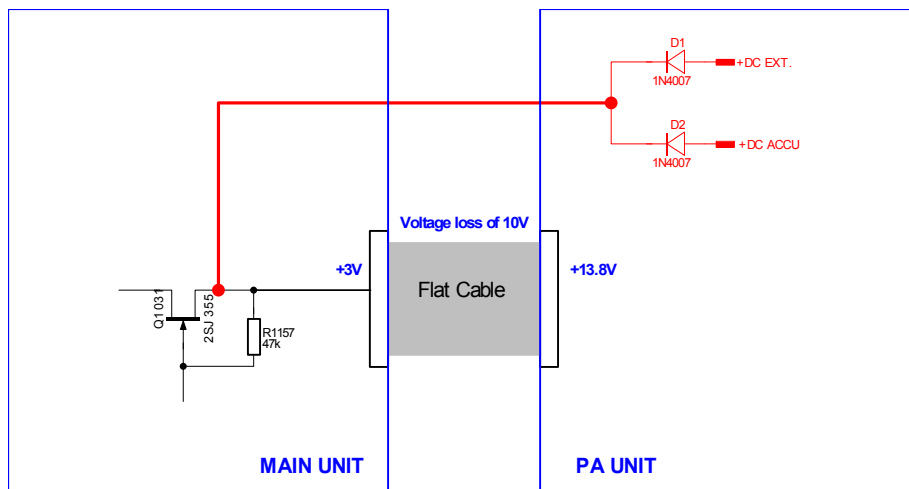 D1
+DC EXT.
1N4007
D2
+DC ACCU
1N4007
Voltage loss of 10V
+3V
+13.8V
Flat Cable
Q1031
2SJ355
R1157
47k
MAIN UNIT
PA UNIT